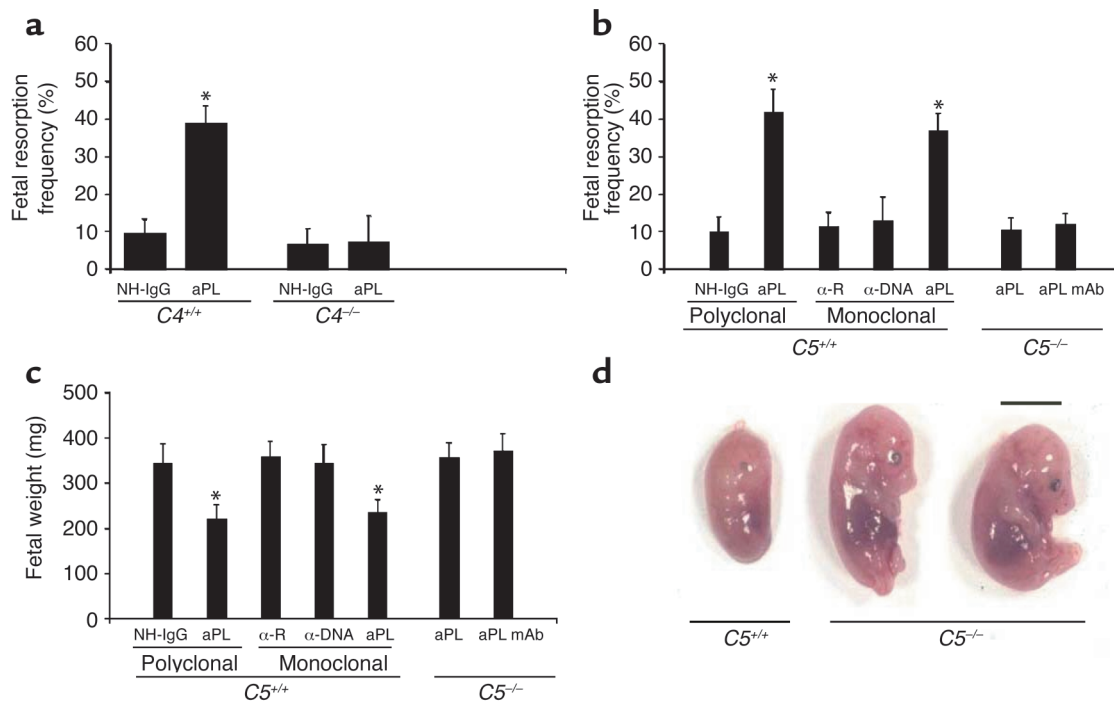 a
Fetal resorption
frequency (%)
60
50
40
30
20
10
0
*
NH-IgG aPL NH-IgG aPL
C4+/+ C4–/–
b
Fetal resorption
frequency (%)
60
50
40
30
20
10
0
* *
NH-IgG aPL α-R α-DNA aPL aPL aPL mAb
Polyclonal Monoclonal
C5+/+ C5–/–
c
Fetal weight (mg)
500
400
300
200
100
0
* *
NH-IgG aPL α-R α-DNA aPL aPL aPL mAb
Polyclonal Monoclonal
C5+/+ C5–/–
d
C5+/+ C5–/–